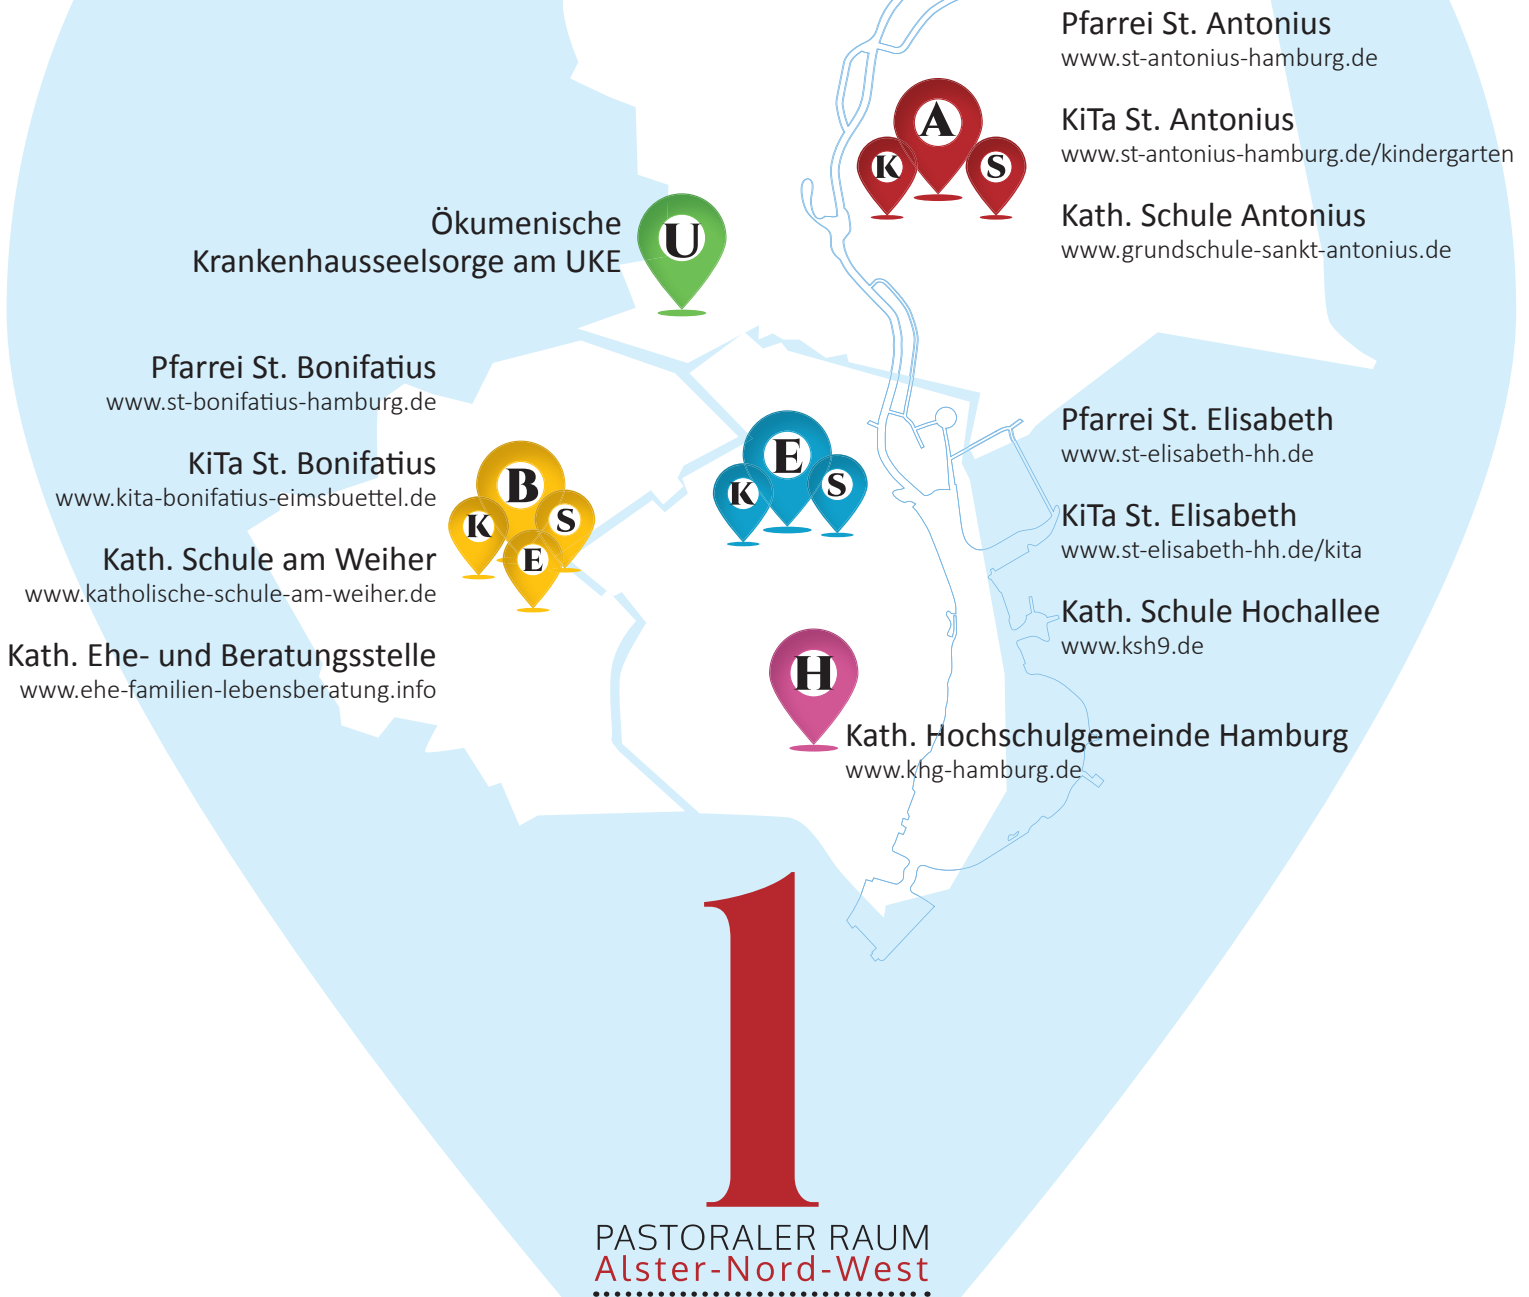 Pfarrei St. Antonius
www.st-antonius-hamburg.de
KiTa St. Antonius
www.st-antonius-hamburg.de/kindergarten
Kath. Schule Antonius
www.grundschule-sankt-antonius.de
A
K
S
Ökumenische
Krankenhausseelsorge am UKE
U
Pfarrei St. Bonifatius
www.st-bonifatius-hamburg.de
KiTa St. Bonifatius
www.kita-bonifatius-eimsbuettel.de
Kath. Schule am Weiher
www.katholische-schule-am-weiher.de
Kath. Ehe- und Beratungsstelle
www.ehe-familien-lebensberatung.info
B
K
S
E
E
K
S
Pfarrei St. Elisabeth
www.st-elisabeth-hh.de
KiTa St. Elisabeth
www.st-elisabeth-hh.de/kita
Kath. Schule Hochallee
www.ksh9.de
H
Kath. Hochschulgemeinde Hamburg
www.khg-hamburg.de
1
PASTORALER RAUM
Alster-Nord-West